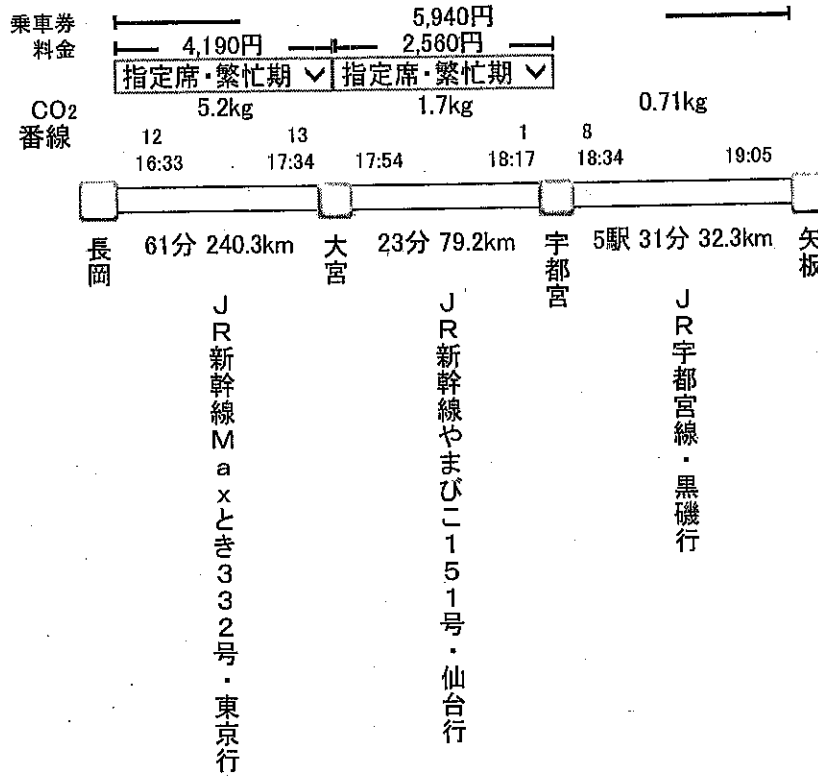 乗車券 5,940円
料金 4,190円 2,560円
指定席・繁忙期 指定席・繁忙期
CO2 5.2kg 1.7kg 0.71kg
番線 12 13 1 8
16:33 17:34 17:54 18:17 18:34 19:05
長岡 61分 240.3km 大宮 23分 79.2km 宇都宮 5駅 31分 32.3km 矢板
JR新幹線Maxとき332号・東京行
JR新幹線やまびこ151号・仙台行
JR宇都宮線・黒磯行